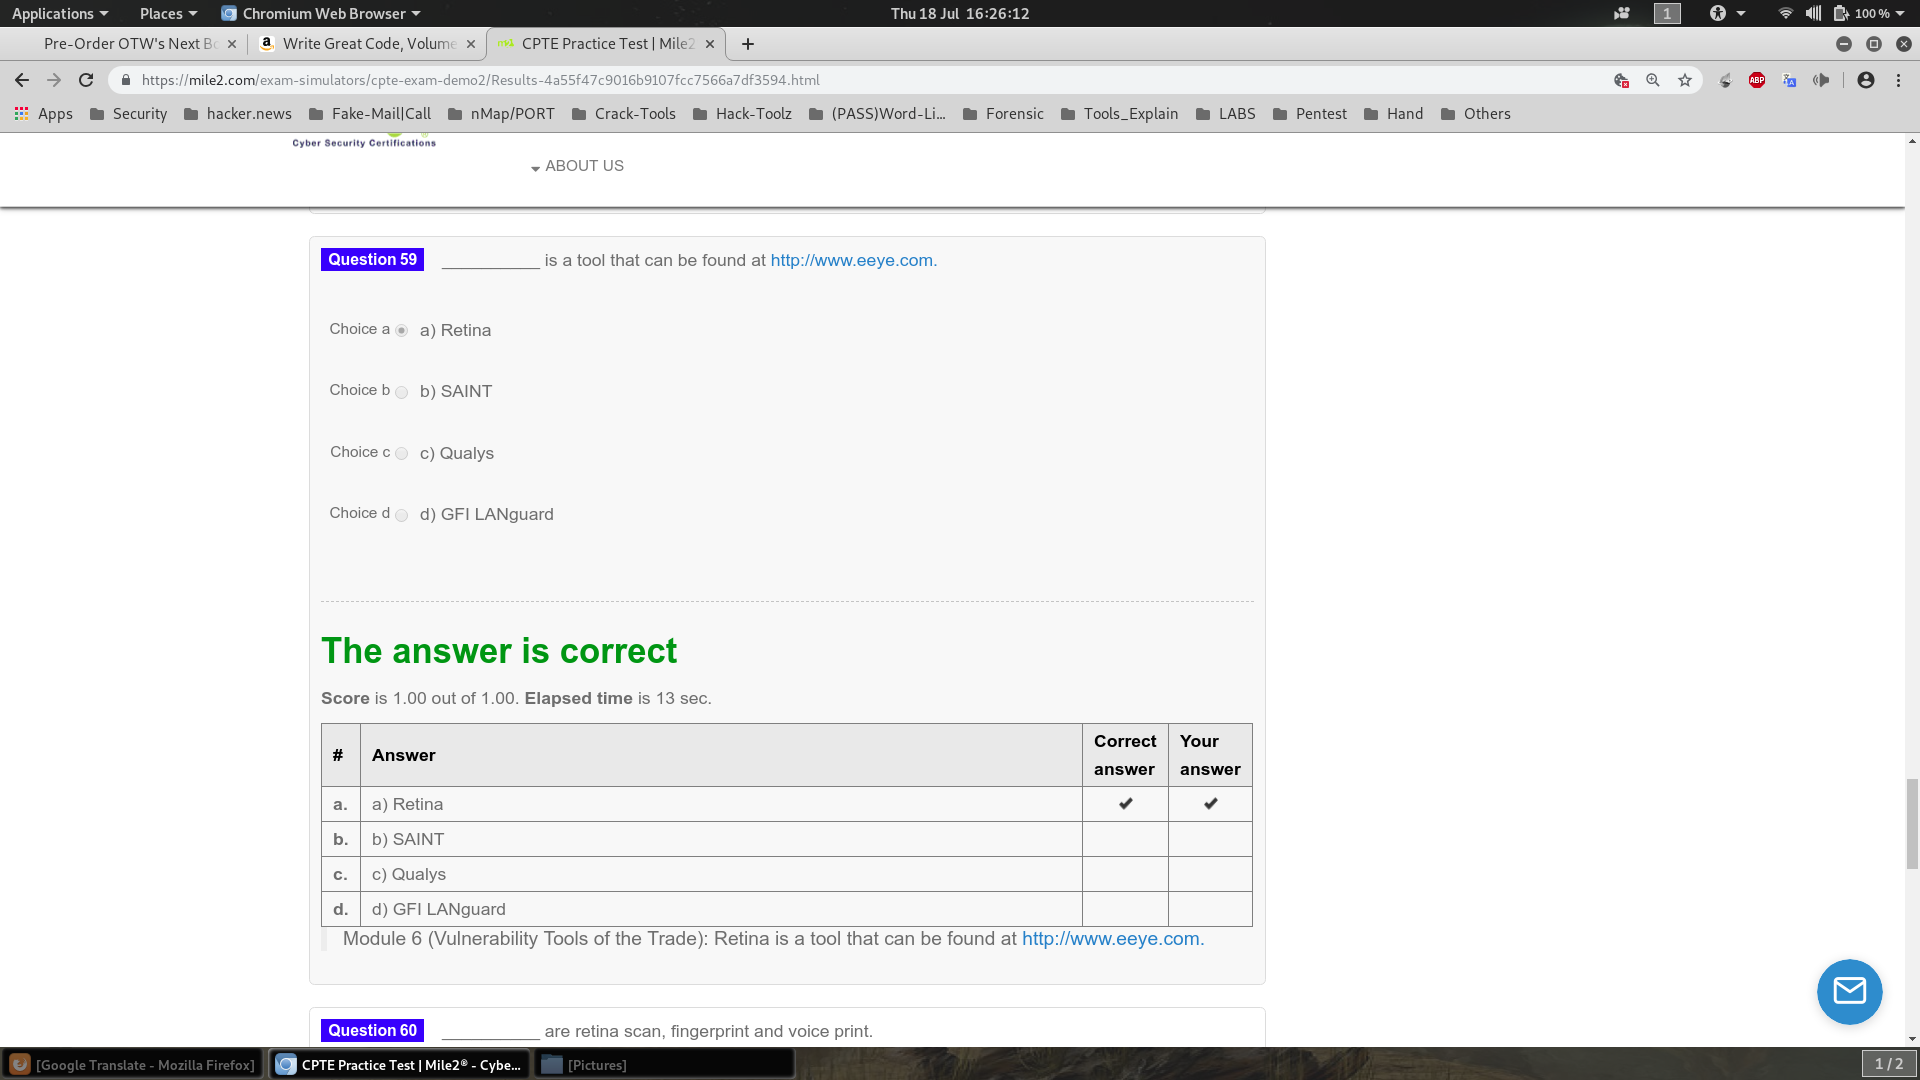 Applications Places Chromium Web Browser Thu 18 Jul 16:26:12 1 100 %
Pre-Order OTW's Next Bo Write Great Code, Volume CPTE Practice Test | Mile2
https://mile2.com/exam-simulators/cpte-exam-demo2/Results-4a55f47c9016b9107fcc7566a7df3594.html ABP
Apps Security hacker.news Fake-Mail|Call nMap/PORT Crack-Tools Hack-Toolz (PASS)Word-Li... Forensic Tools_Explain LABS Pentest Hand Others
Cyber Security Certifications
ABOUT US
Question 59 __________ is a tool that can be found at http://www.eeye.com.
Choice a a) Retina
Choice b b) SAINT
Choice c c) Qualys
Choice d d) GFI LANguard
The answer is correct
Score is 1.00 out of 1.00. Elapsed time is 13 sec.
# Answer Correct answer Your answer
a. a) Retina ✔ ✔
b. b) SAINT
c. c) Qualys
d. d) GFI LANguard
Module 6 (Vulnerability Tools of the Trade): Retina is a tool that can be found at http://www.eeye.com.
Question 60 __________ are retina scan, fingerprint and voice print.
[Google Translate - Mozilla Firefox] CPTE Practice Test | Mile2® - Cybe... [Pictures] 1 / 2